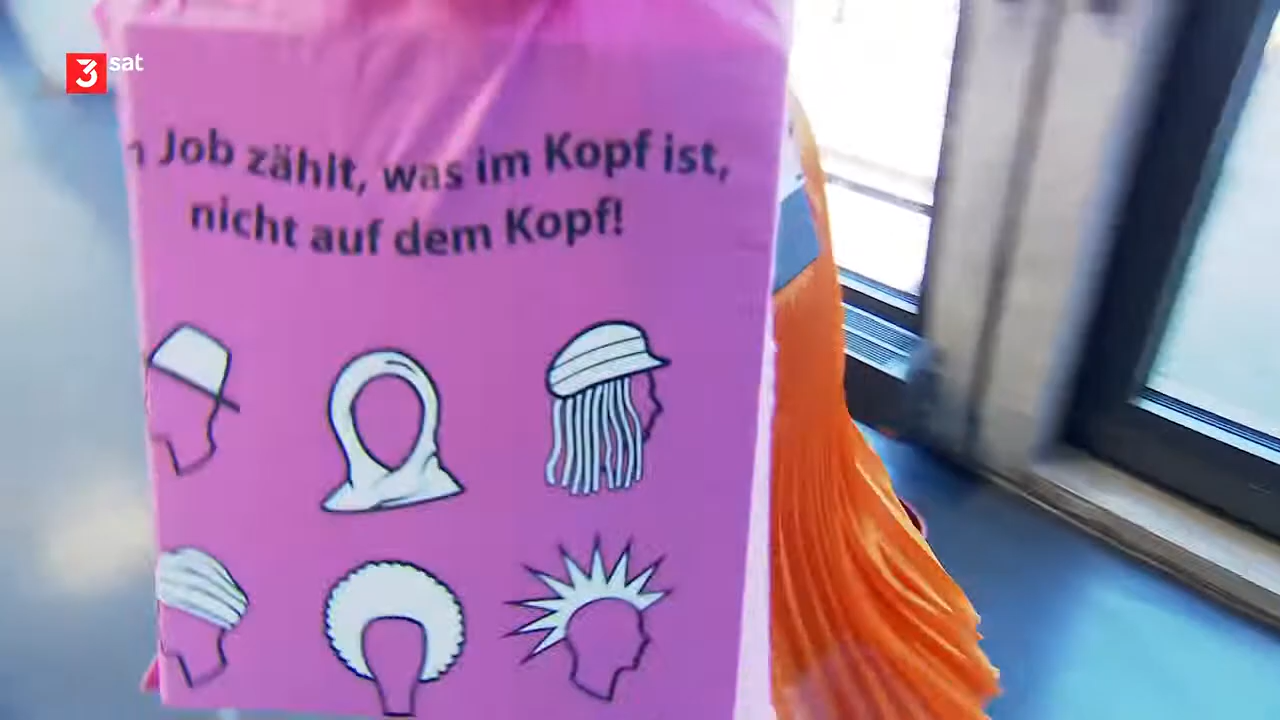 3sat
Job zählt, was im Kopf ist,
nicht auf dem Kopf!